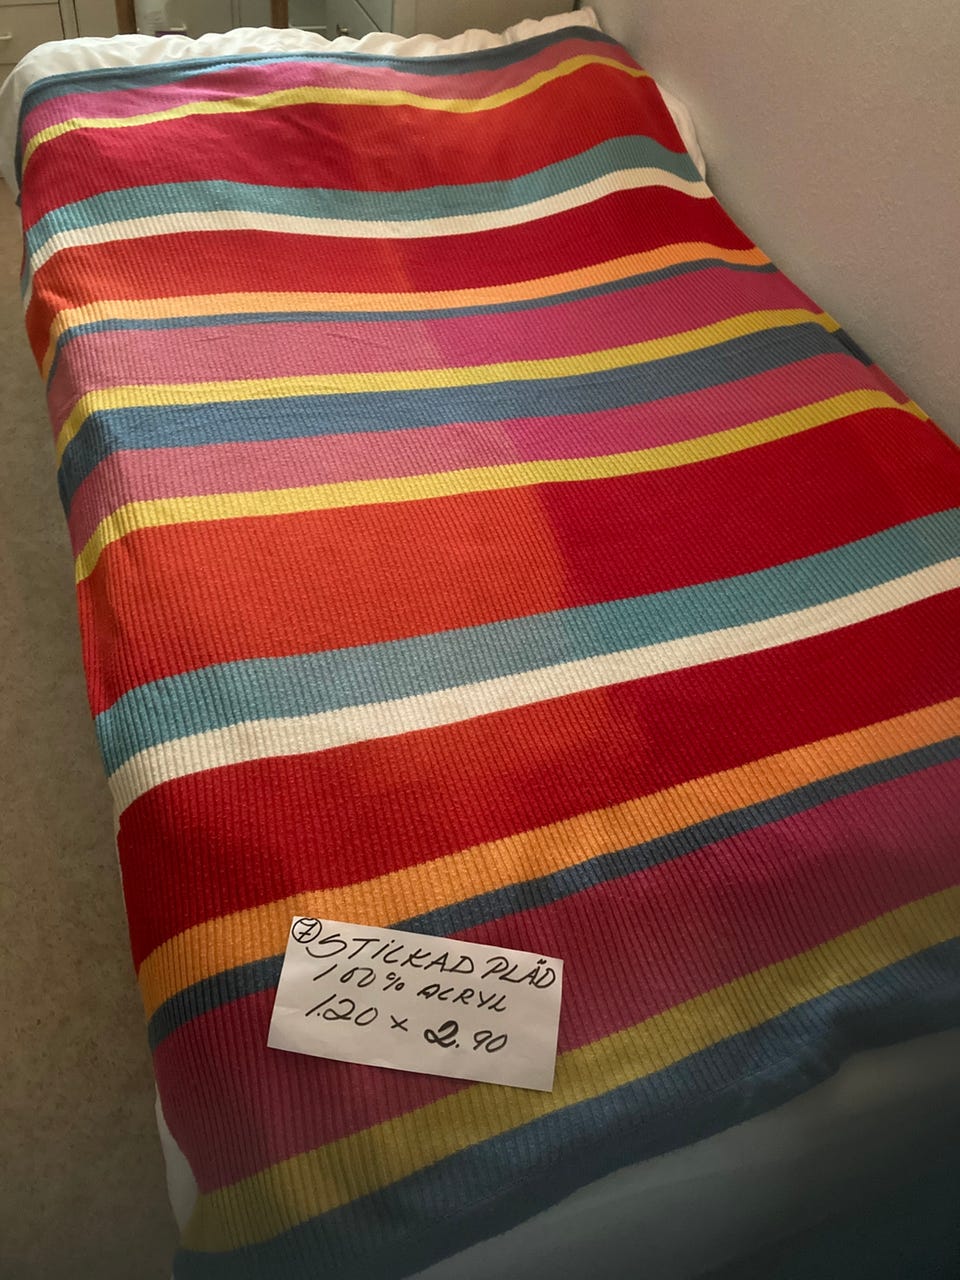 7 STICKAD PLÄD
100% ACRYL
1.20 x 2.90